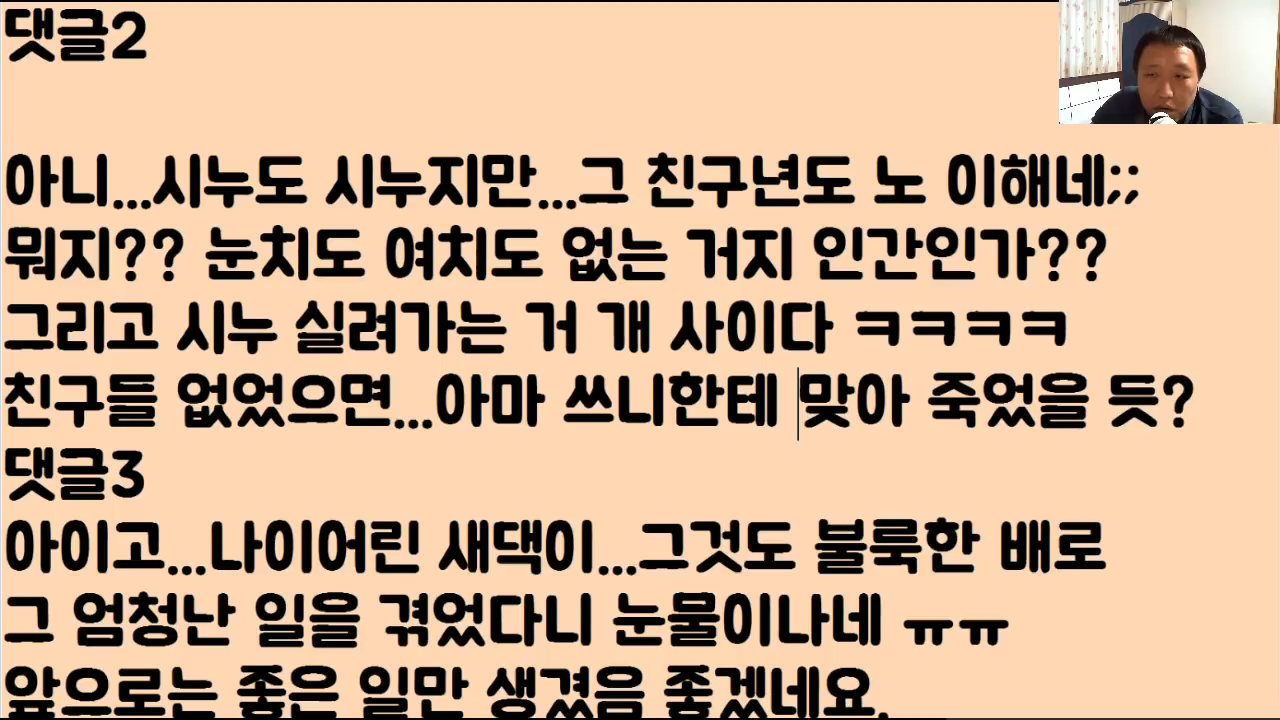 댓글2
아니...시누도 시누지만...그 친구년도 노 이해네;;
뭐지?? 눈치도 여치도 없는 거지 인간인가??
그리고 시누 실려가는 거 개 사이다 ㅋㅋㅋㅋ
친구들 없었으면...아마 쓰니한테 맞아 죽었을 듯?
댓글3
아이고...나이어린 새댁이...그것도 불룩한 배로
그 엄청난 일을 겪었다니 눈물이나네 ㅠㅠ
앞으로는 좋은 일만 생겼음 좋겠네요.